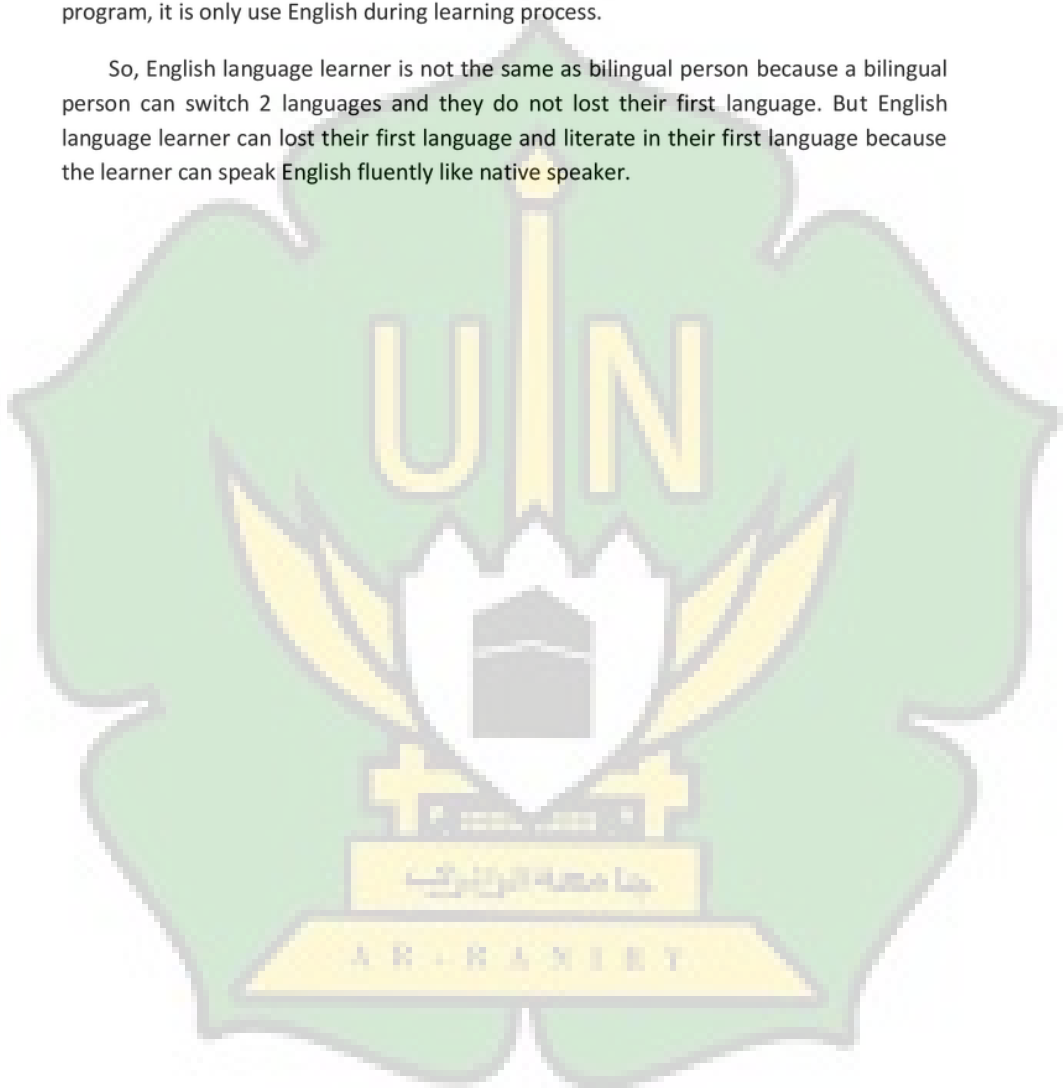 program, it is only use English during learning process.
So, English language learner is not the same as bilingual person because a bilingual
person can switch 2 languages and they do not lost their first language. But English
language learner can lost their first language and literate in their first language because
the learner can speak English fluently like native speaker.
UIN
جامعة الرانيري
AR-RANIRY